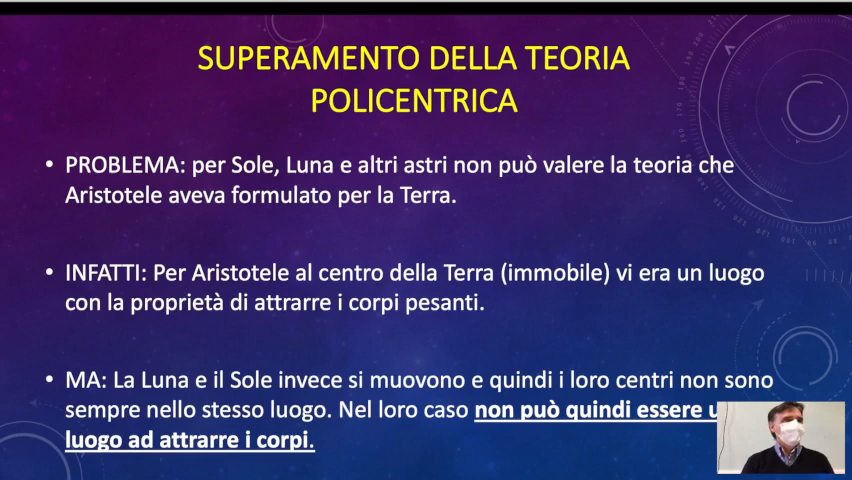 SUPERAMENTO DELLA TEORIA
POLICENTRICA
• PROBLEMA: per Sole, Luna e altri astri non può valere la teoria che
Aristotele aveva formulato per la Terra.
• INFATTI: Per Aristotele al centro della Terra (immobile) vi era un luogo
con la proprietà di attrarre i corpi pesanti.
• MA: La Luna e il Sole invece si muovono e quindi i loro centri non sono
sempre nello stesso luogo. Nel loro caso non può quindi essere
luogo ad attrarre i corpi.